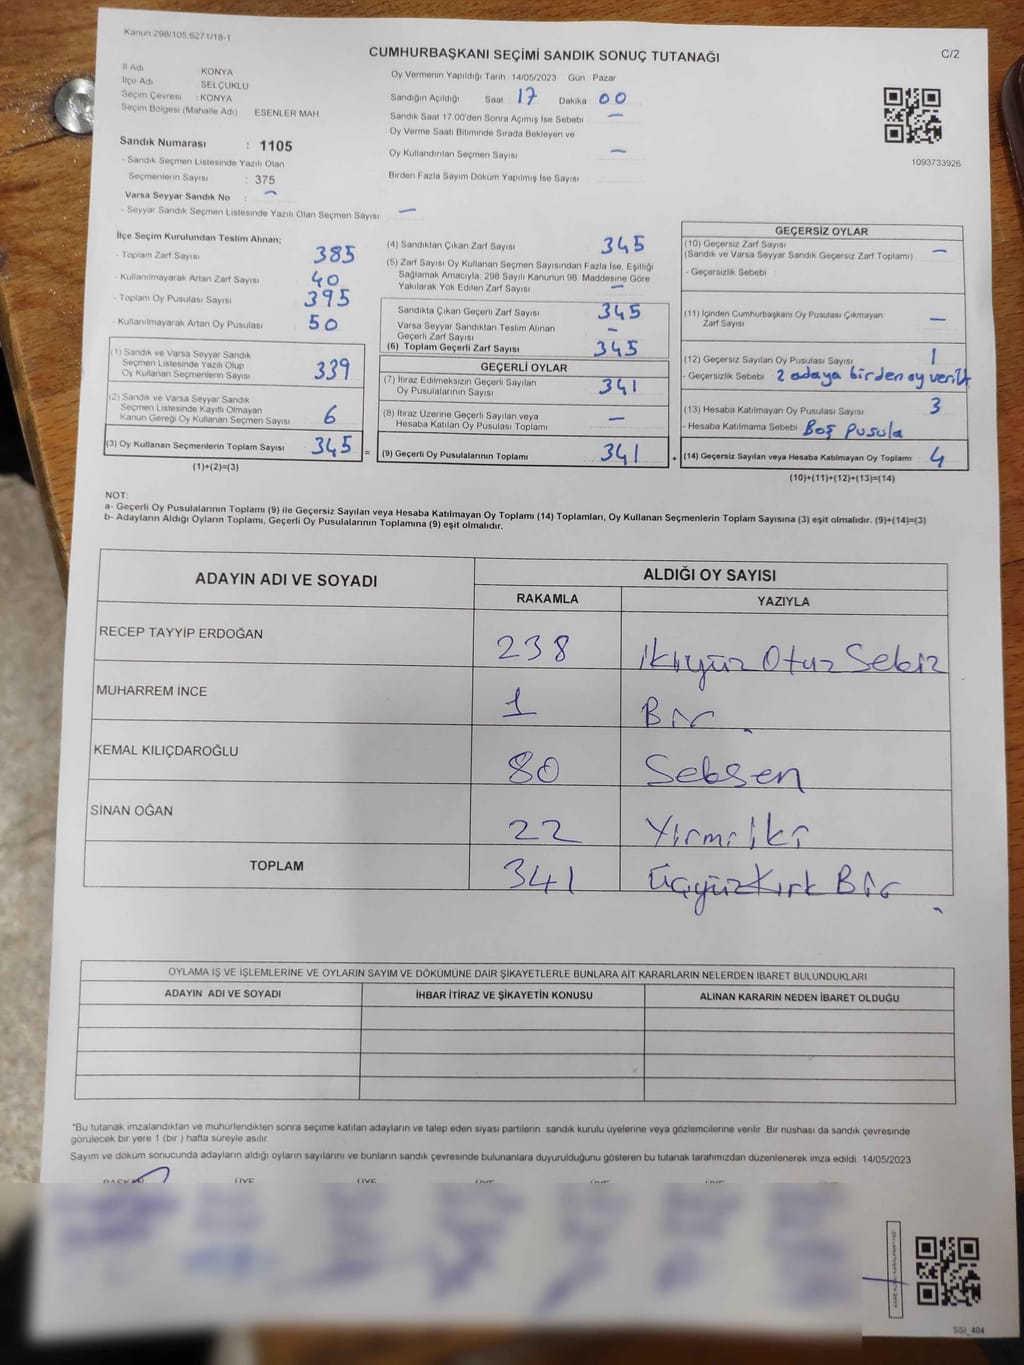 Kanun 298/105.6271/18-1
CUMHURBAŞKANI SEÇİMİ SANDIK SONUÇ TUTANAĞI
C/2
İl Adı KONYA
İlçe Adı SELÇUKLU
Seçim Çevresi : KONYA
Seçim Bölgesi (Mahalle Adı) ESENLER MAH
Oy Vermenin Yapıldığı Tarih 14/05/2023 Gün Pazar
Sandığın Açıldığı Saat 17 Dakika 00
Sandık Saat 17 00'den Sonra Açımış İse Sebebi —
Oy Verme Saati Bitiminde Sırada Bekleyen ve
Oy Kullandırılan Seçmen Sayısı —
Birden Fazla Sayım Döküm Yapılmış İse Sayısı
1093733926
Sandık Numarası : 1105
- Sandık Seçmen Listesinde Yazılı Olan
Seçmenlerin Sayısı : 375
Varsa Seyyar Sandık No : —
- Seyyar Sandık Seçmen Listesinde Yazılı Olan Seçmen Sayısı —
İlçe Seçim Kurulundan Teslim Alınan;
- Toplam Zarf Sayısı 385
- Kullanılmayarak Artan Zarf Sayısı 40
- Toplam Oy Pusulası Sayısı 395
- Kullanılmayarak Artan Oy Pusulası 50
(1) Sandık ve Varsa Seyyar Sandık
Seçmen Listesinde Yazılı Olup
Oy Kullanan Seçmenlerin Sayısı 339
(2) Sandık ve Varsa Seyyar Sandık
Seçmen Listesinde Kayıtlı Olmayan
Kanun Gereği Oy Kullanan Seçmen Sayısı 6
(3) Oy Kullanan Seçmenlerin Toplam Sayısı 345
(1)+(2)=(3)
(4) Sandıktan Çıkan Zarf Sayısı 345
(5) Zarf Sayısı Oy Kullanan Seçmen Sayısından Fazla İse, Eşitliği
Sağlamak Amacıyla, 298 Sayılı Kanunun 98. Maddesine Göre
Yakılarak Yok Edilen Zarf Sayısı —
Sandıkta Çıkan Geçerli Zarf Sayısı 345
Varsa Seyyar Sandıktan Teslim Alınan
Geçerli Zarf Sayısı —
(6) Toplam Geçerli Zarf Sayısı 345
GEÇERLİ OYLAR
(7) İtiraz Edilmeksizin Geçerli Sayılan
Oy Pusulalarının Sayısı 341
(8) İtiraz Üzerine Geçerli Sayılan veya
Hesaba Katılan Oy Pusulası Toplamı —
= (9) Geçerli Oy Pusulalarının Toplamı 341
GEÇERSİZ OYLAR
(10) Geçersiz Zarf Sayısı —
(Sandık ve Varsa Seyyar Sandık Geçersiz Zarf Toplamı)
- Geçersizlik Sebebi
(11) İçinden Cumhurbaşkanı Oy Pusulası Çıkmayan
Zarf Sayısı —
(12) Geçersiz Sayılan Oy Pusulası Sayısı 1
- Geçersizlik Sebebi 2 adaya birden oy verildi
(13) Hesaba Katılmayan Oy Pusulası Sayısı 3
- Hesaba Katılmama Sebebi Boş Pusula
+ (14) Geçersiz Sayılan veya Hesaba Katılmayan Oy Toplamı 4
(10)+(11)+(12)+(13)=(14)
NOT:
a- Geçerli Oy Pusulalarının Toplamı (9) ile Geçersiz Sayılan veya Hesaba Katılmayan Oy Toplamı (14) Toplamları, Oy Kullanan Seçmenlerin Toplam Sayısına (3) eşit olmalıdır. (9)+(14)=(3)
b- Adayların Aldığı Oyların Toplamı, Geçerli Oy Pusulalarının Toplamına (9) eşit olmalıdır.
ADAYIN ADI VE SOYADI
ALDIĞI OY SAYISI
RAKAMLA YAZIYLA
RECEP TAYYİP ERDOĞAN 238 ikiyüz Otuz Sekiz
MUHARREM İNCE 1 Bir
KEMAL KILIÇDAROĞLU 80 Seksen
SİNAN OĞAN 22 Yirmi iki
TOPLAM 341 Üçyüz Kırk Bir
OYLAMA İŞ VE İŞLEMLERİNE VE OYLARIN SAYIM VE DÖKÜMÜNE DAİR ŞİKAYETLERLE BUNLARA AİT KARARLARIN NELERDEN İBARET BULUNDUKLARI
ADAYIN ADI VE SOYADI İHBAR İTİRAZ VE ŞİKAYETİN KONUSU ALINAN KARARIN NEDEN İBARET OLDUĞU
*Bu tutanak imzalandıktan ve mühürlendikten sonra seçime katılan adayların ve talep eden siyasi partilerin sandık kurulu üyelerine veya gözlemcilerine verilir. Bir nüshası da sandık çevresinde
görülecek bir yere 1 (bir ) hafta süreyle asılır
Sayım ve döküm sonucunda adayların aldığı oyların sayılarını ve bunların sandık çevresinde bulunanlara duyurulduğunu gösteren bu tutanak tarafımızdan düzenlenerek imza edildi. 14/05/2023
BAŞKAN ÜYE ÜYE ÜYE ÜYE ÜYE
SSI_404